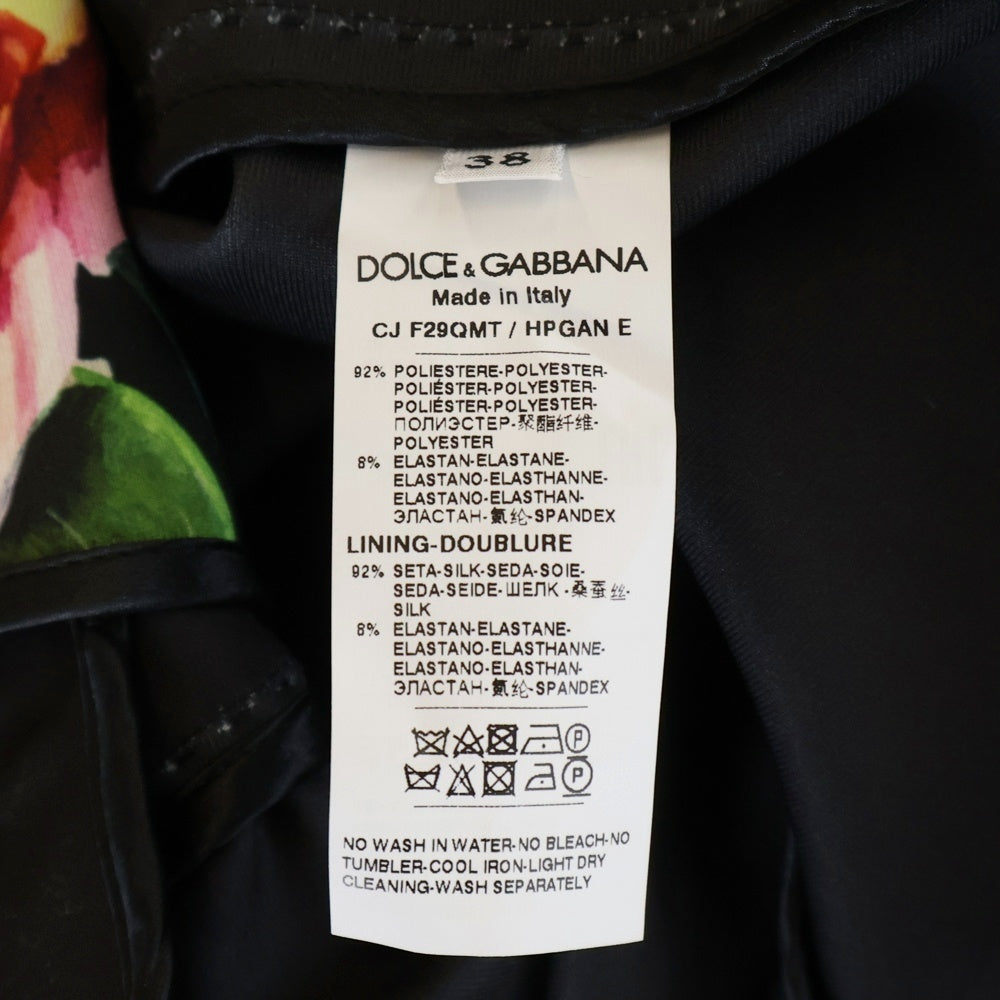 38
DOLCE & GABBANA
Made in Italy
CJ F29QMT / HPGAN E
92% POLIESTERE-POLYESTER-
POLIÉSTER-POLYESTER-
POLIÉSTER-POLYESTER-
ПОЛИЭСТЕР-聚酯纤维-
POLYESTER
8% ELASTAN-ELASTANE-
ELASTANO-ELASTHANNE-
ELASTANO-ELASTHAN-
ЭЛАСТАН-氨纶-SPANDEX
LINING-DOUBLURE
92% SETA-SILK-SEDA-SOIE-
SEDA-SEIDE-ШЕЛК -桑蚕丝-
SILK
8% ELASTAN-ELASTANE-
ELASTANO-ELASTHANNE-
ELASTANO-ELASTHAN-
ЭЛАСТАН-氨纶-SPANDEX
P
P
NO WASH IN WATER-NO BLEACH-NO
TUMBLER-COOL IRON-LIGHT DRY
CLEANING-WASH SEPARATELY